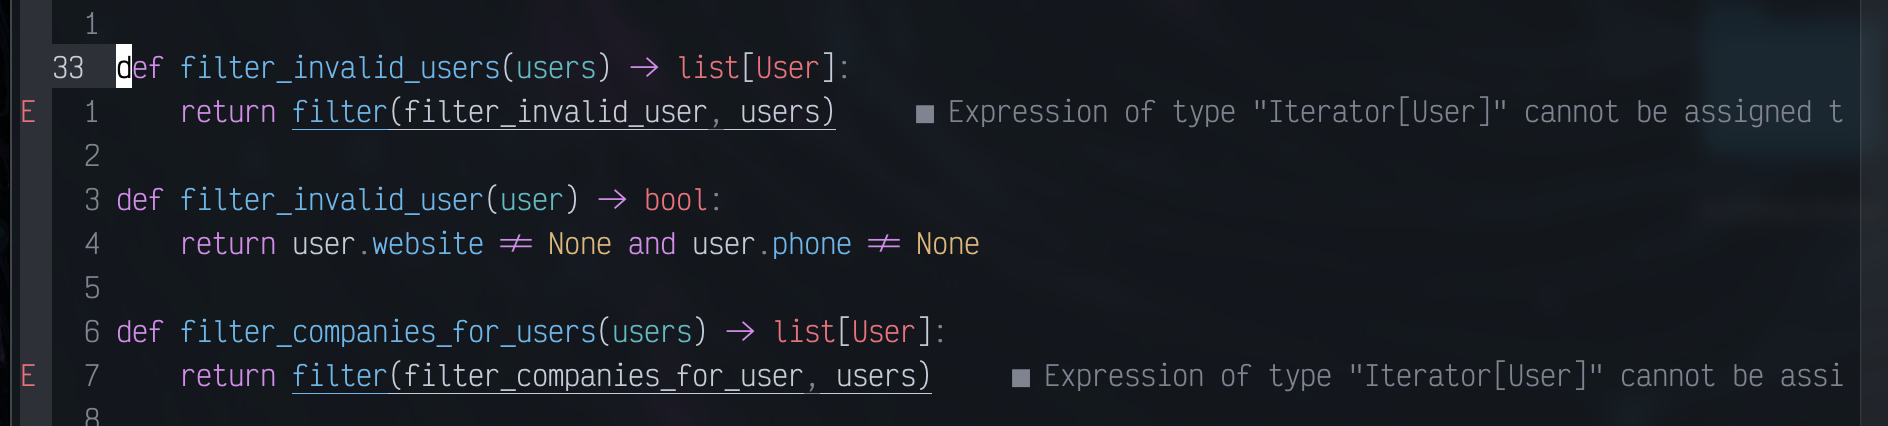 1
33 def filter_invalid_users(users) → list[User]:
E 1 return filter(filter_invalid_user, users) ■ Expression of type "Iterator[User]" cannot be assigned t
2
3 def filter_invalid_user(user) → bool:
4 return user.website ≠ None and user.phone ≠ None
5
6 def filter_companies_for_users(users) → list[User]:
E 7 return filter(filter_companies_for_user, users) ■ Expression of type "Iterator[User]" cannot be assi
8